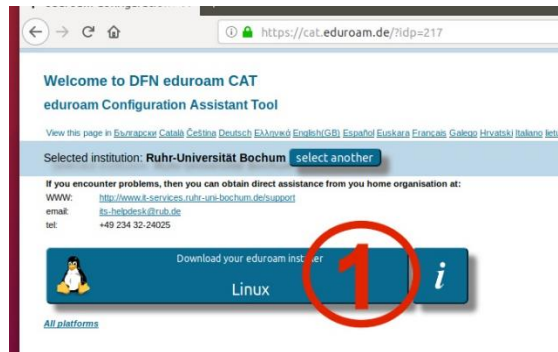 https://cat.eduroam.de/?idp=217
Welcome to DFN eduroam CAT
eduroam Configuration Assistant Tool
View this page in Български Català Čeština Deutsch Ελληνικά English(GB) Español Euskara Français Galego Hrvatski Italiano
Selected institution: Ruhr-Universität Bochum select another
If you encounter problems, then you can obtain direct assistance from you home organisation at:
WWW: http://www.it-services.ruhr-uni-bochum.de/support
email: its-helpdesk@rub.de
tel: +49 234 32-24025
Download your eduroam installer
Linux
i
1
All platforms